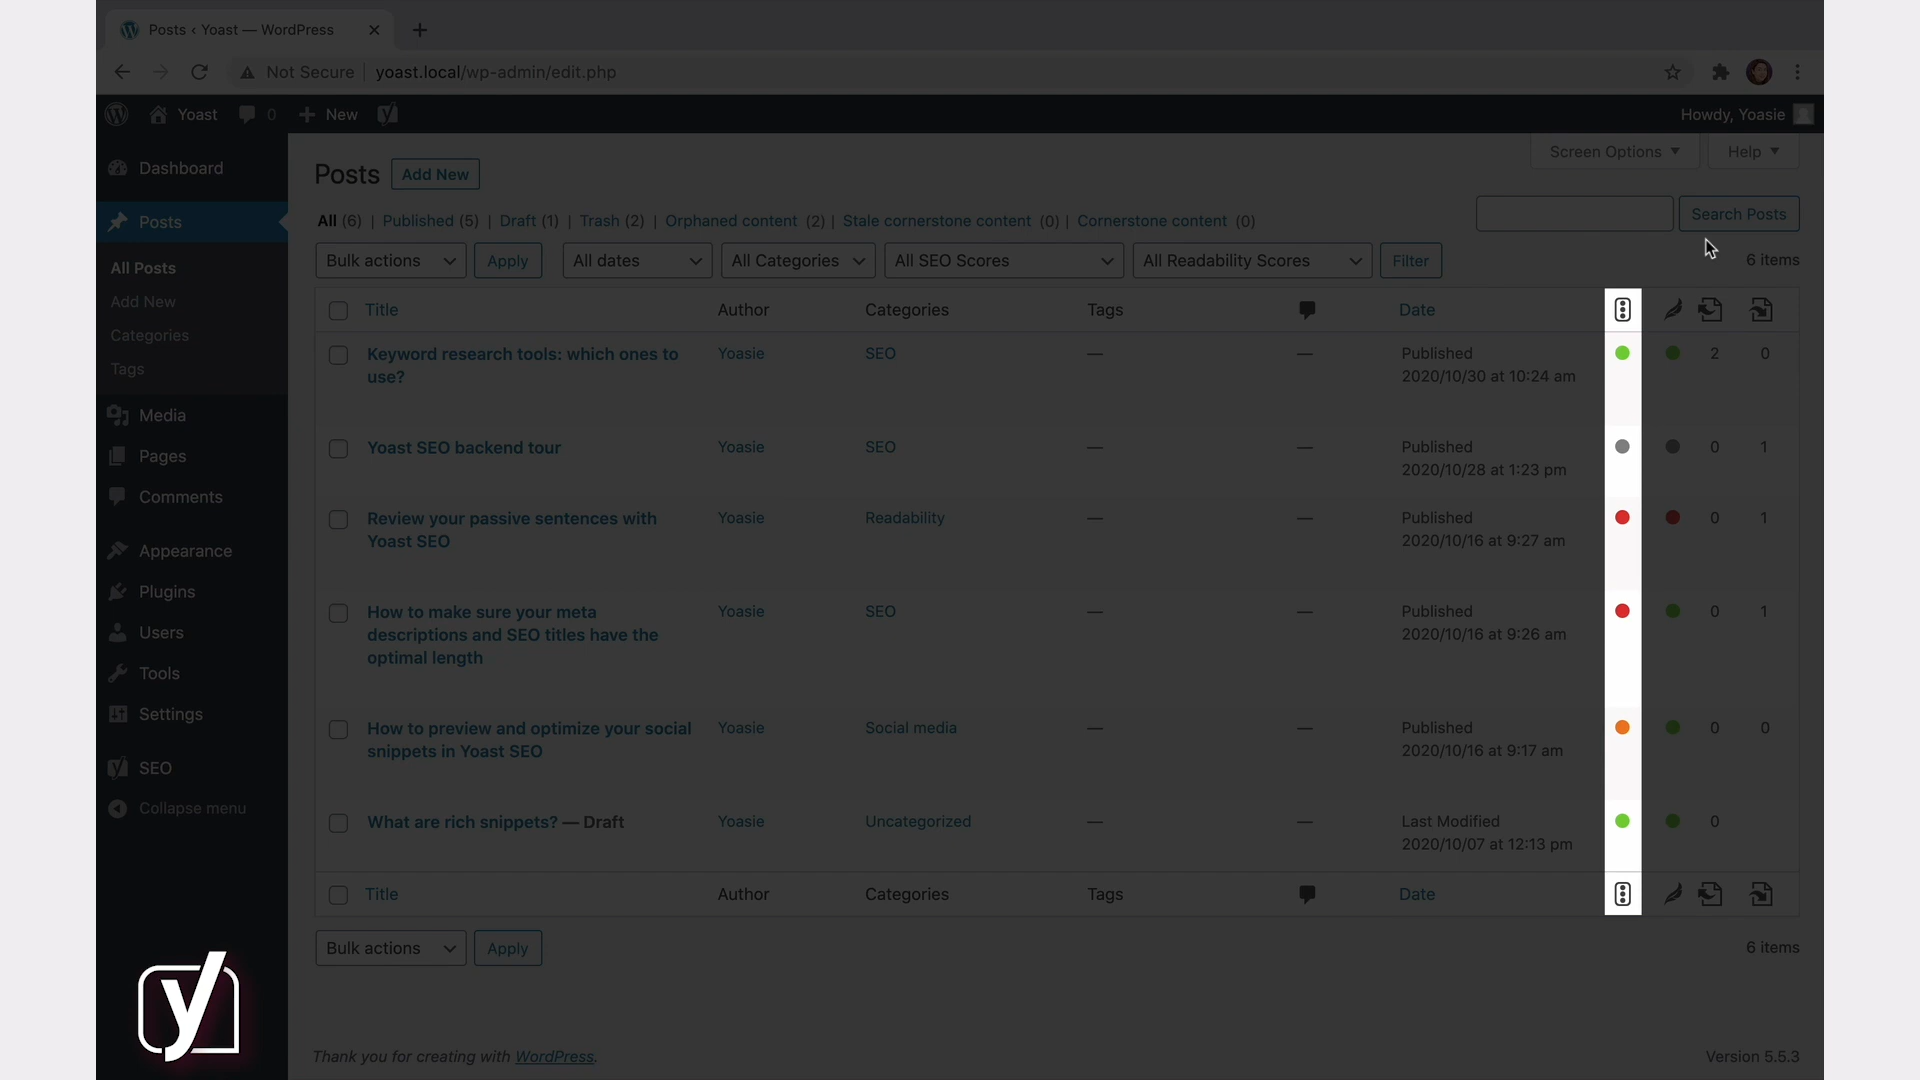 Posts ‹ Yoast — WordPress
Not Secure yoast.local/wp-admin/edit.php
Yoast 0 New Howdy, Yoasie
Screen Options Help
Dashboard
Posts
All Posts
Add New
Categories
Tags
Media
Pages
Comments
Appearance
Plugins
Users
Tools
Settings
SEO
Collapse menu
Posts Add New
All (6) | Published (5) | Draft (1) | Trash (2) | Orphaned content (2) | Stale cornerstone content (0) | Cornerstone content (0)
Search Posts
Bulk actions Apply All dates All Categories All SEO Scores All Readability Scores Filter 6 items
Title Author Categories Tags Date
Keyword research tools: which ones to Yoasie SEO — — Published 2 0
use? 2020/10/30 at 10:24 am
Yoast SEO backend tour Yoasie SEO — — Published 0 1
2020/10/28 at 1:23 pm
Review your passive sentences with Yoasie Readability — — Published 0 1
Yoast SEO 2020/10/16 at 9:27 am
How to make sure your meta Yoasie SEO — — Published 0 1
descriptions and SEO titles have the 2020/10/16 at 9:26 am
optimal length
How to preview and optimize your social Yoasie Social media — — Published 0 0
snippets in Yoast SEO 2020/10/16 at 9:17 am
What are rich snippets? — Draft Yoasie Uncategorized — — Last Modified 0
2020/10/07 at 12:13 pm
Title Author Categories Tags Date
Bulk actions Apply 6 items
Thank you for creating with WordPress. Version 5.5.3
y